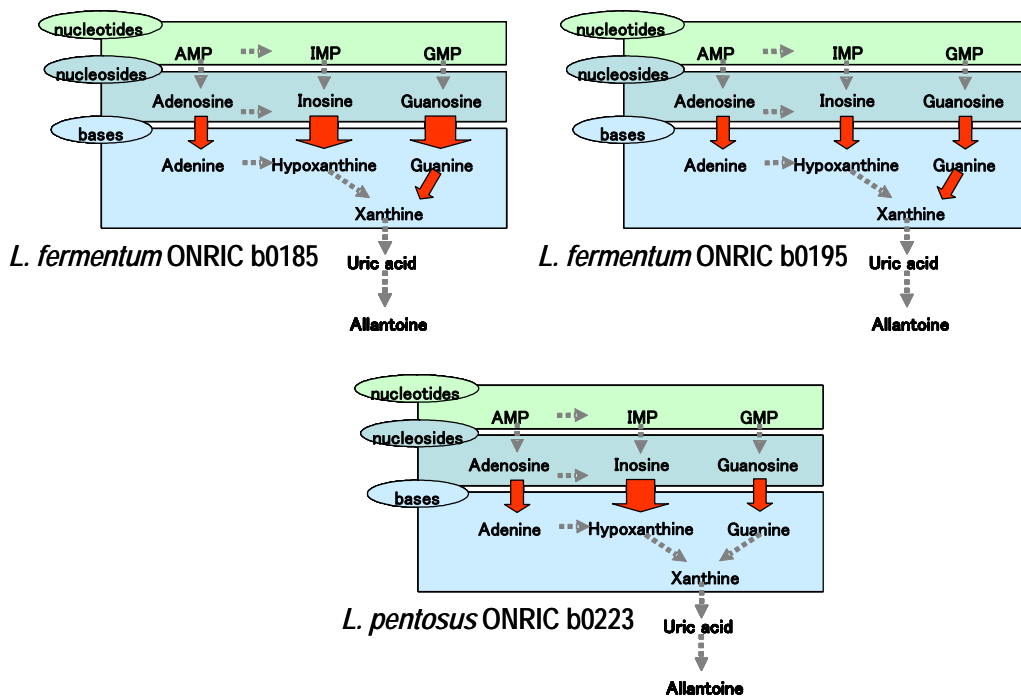 nucleotides
AMP IMP GMP
nucleosides
Adenosine Inosine Guanosine
bases
Adenine Hypoxanthine Guanine
Xanthine
L. fermentum ONRIC b0185
Uric acid
Allantoine
nucleotides
AMP IMP GMP
nucleosides
Adenosine Inosine Guanosine
bases
Adenine Hypoxanthine Guanine
Xanthine
L. fermentum ONRIC b0195
Uric acid
Allantoine
nucleotides
AMP IMP GMP
nucleosides
Adenosine Inosine Guanosine
bases
Adenine Hypoxanthine Guanine
Xanthine
L. pentosus ONRIC b0223
Uric acid
Allantoine